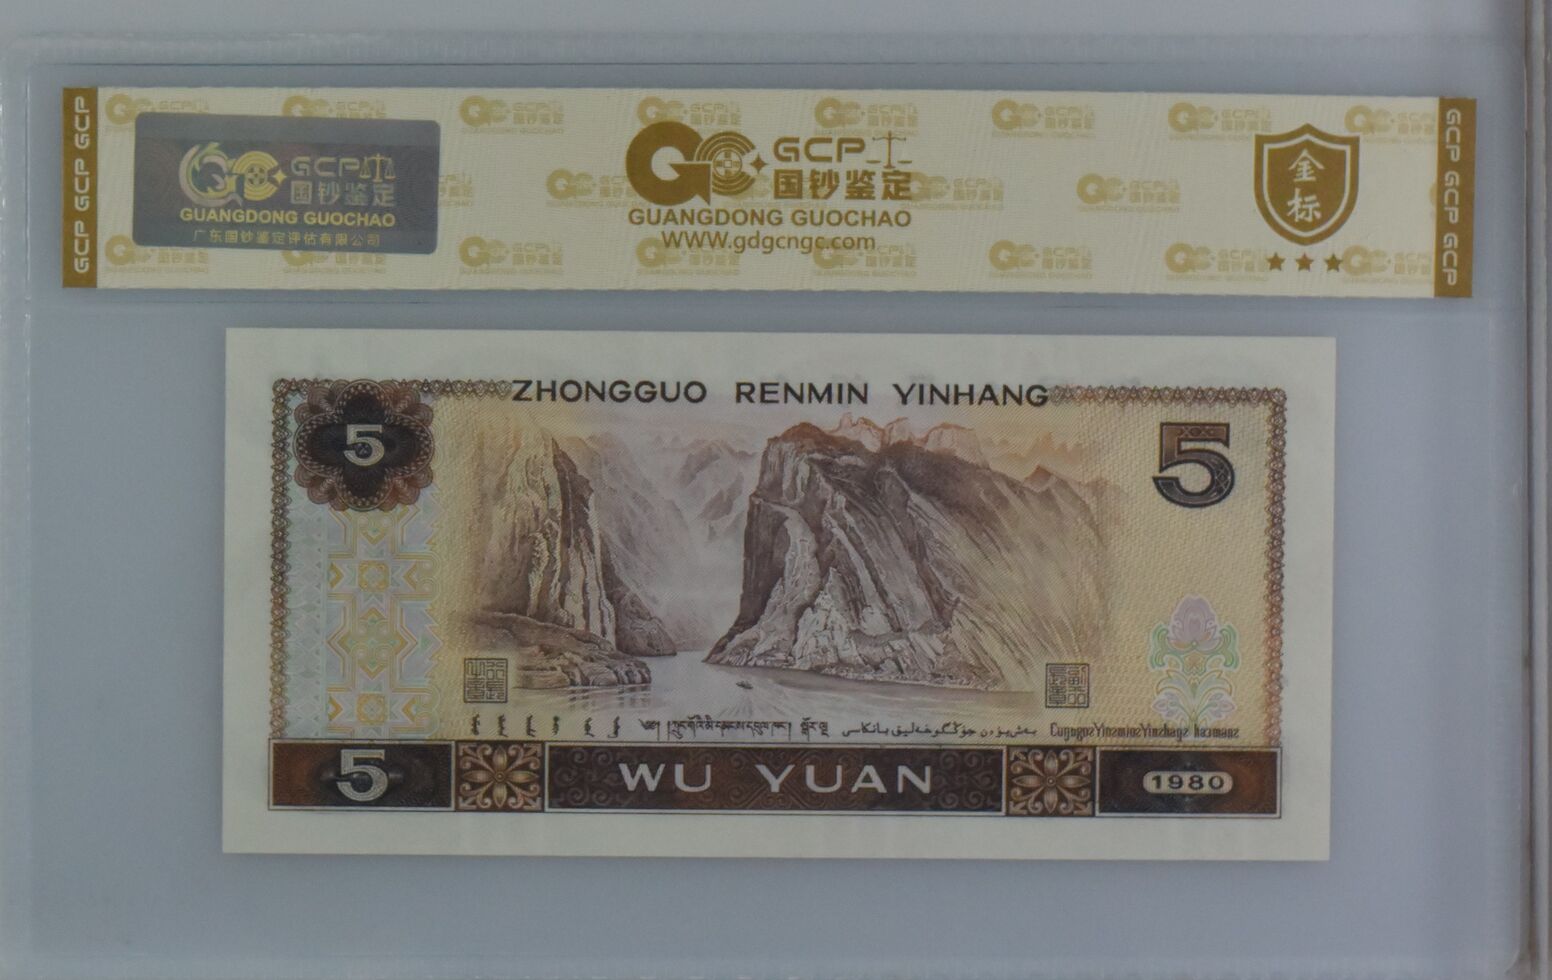 GCP GCP GCP
GCP
国钞鉴定
GUANGDONG GUOCHAO
广东国钞鉴定评估有限公司
GCP
国钞鉴定
GUANGDONG GUOCHAO
WWW.gdgcngc.com
金标
GCP GCP GCP
ZHONGGUO RENMIN YINHANG
5
5
5
WU YUAN
1980